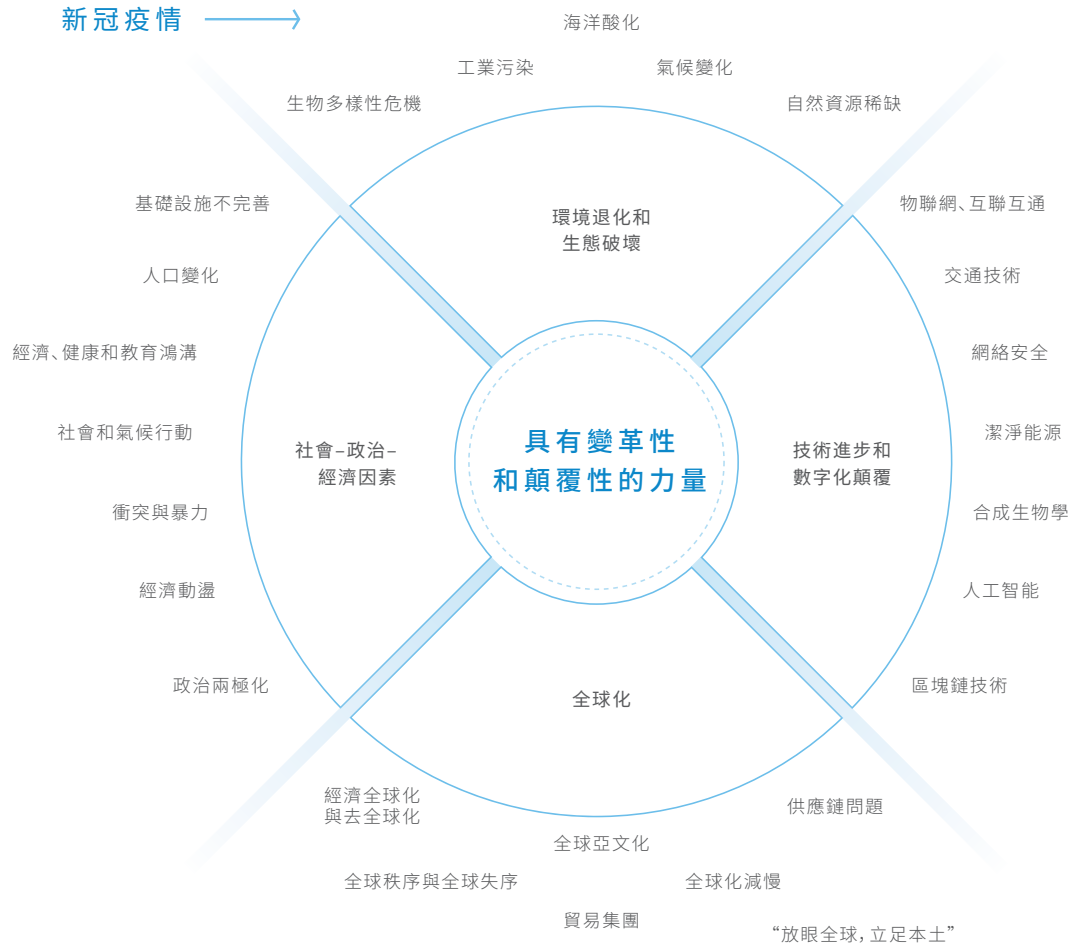 新冠疫情
海洋酸化
工業污染
氣候變化
生物多樣性危機
自然資源稀缺
基礎設施不完善
物聯網、互聯互通
環境退化和
生態破壞
人口變化
交通技術
經濟、健康和教育鴻溝
網絡安全
社會和氣候行動
潔淨能源
具有變革性
和顛覆性的力量
社會–政治–
經濟因素
技術進步和
數字化顛覆
衝突與暴力
合成生物學
經濟動盪
人工智能
政治兩極化
區塊鏈技術
全球化
經濟全球化
與去全球化
供應鏈問題
全球亞文化
全球秩序與全球失序
全球化減慢
貿易集團
“放眼全球，立足本土”